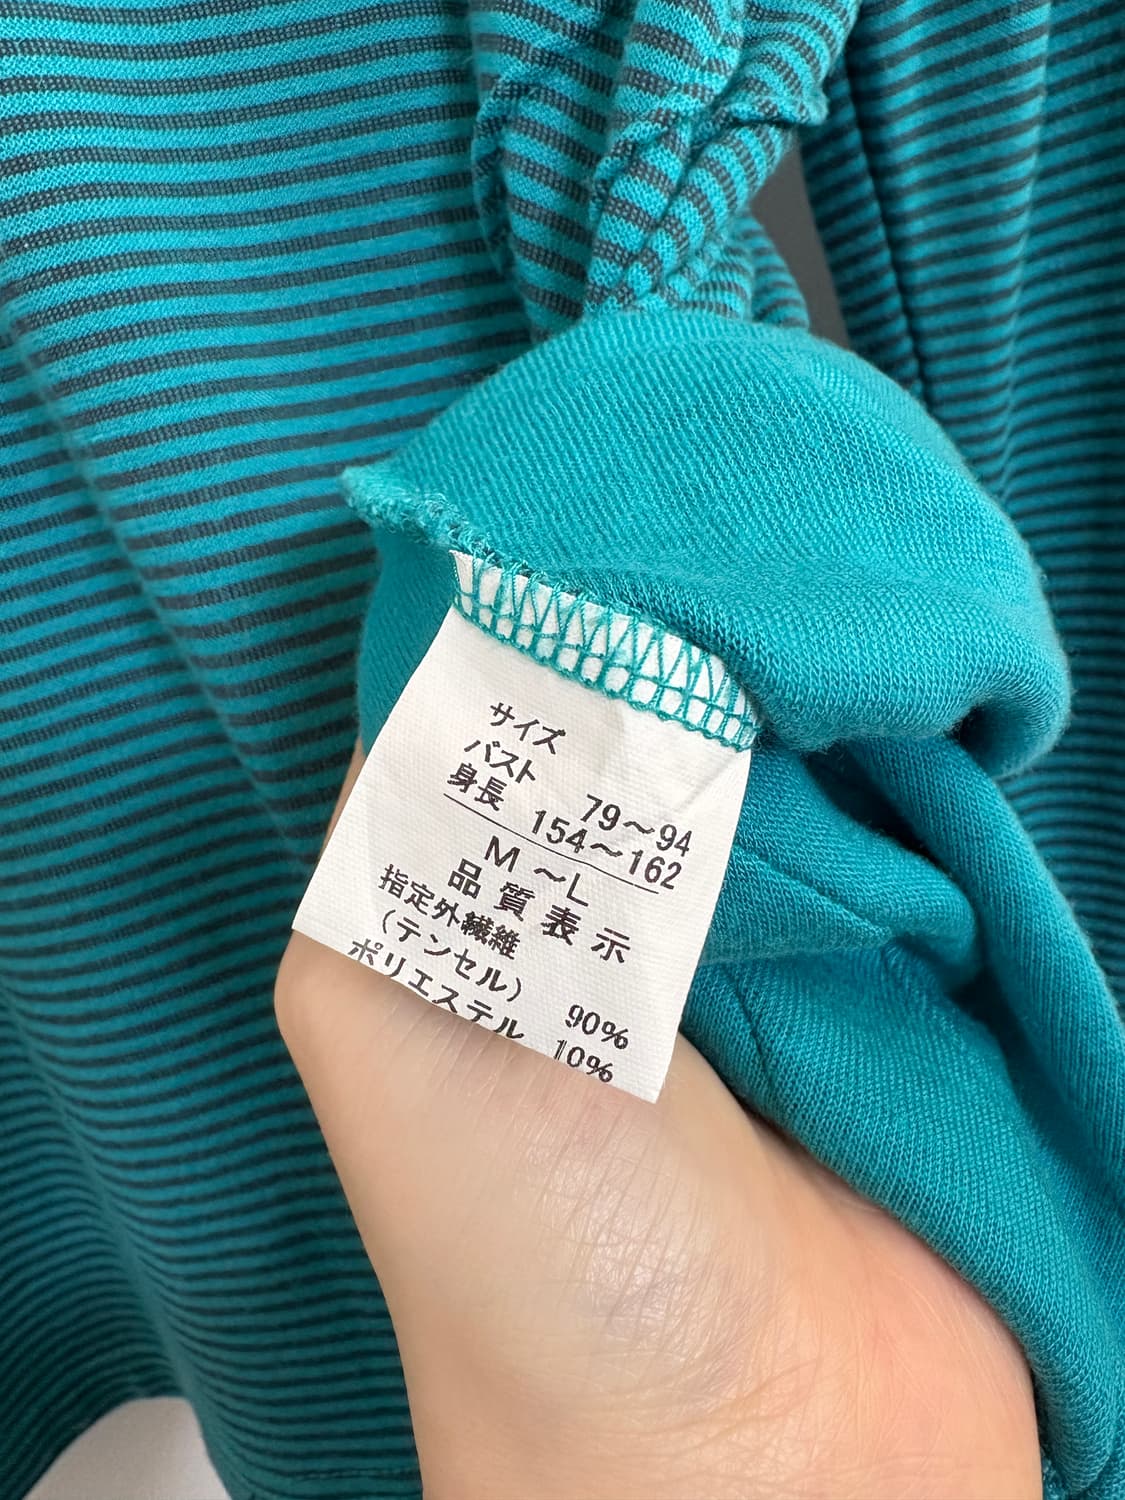 サイズ
バスト 79～94
身長 154～162
M～L
品質表示
指定外繊維
(テンセル) 90%
ポリエステル 10%